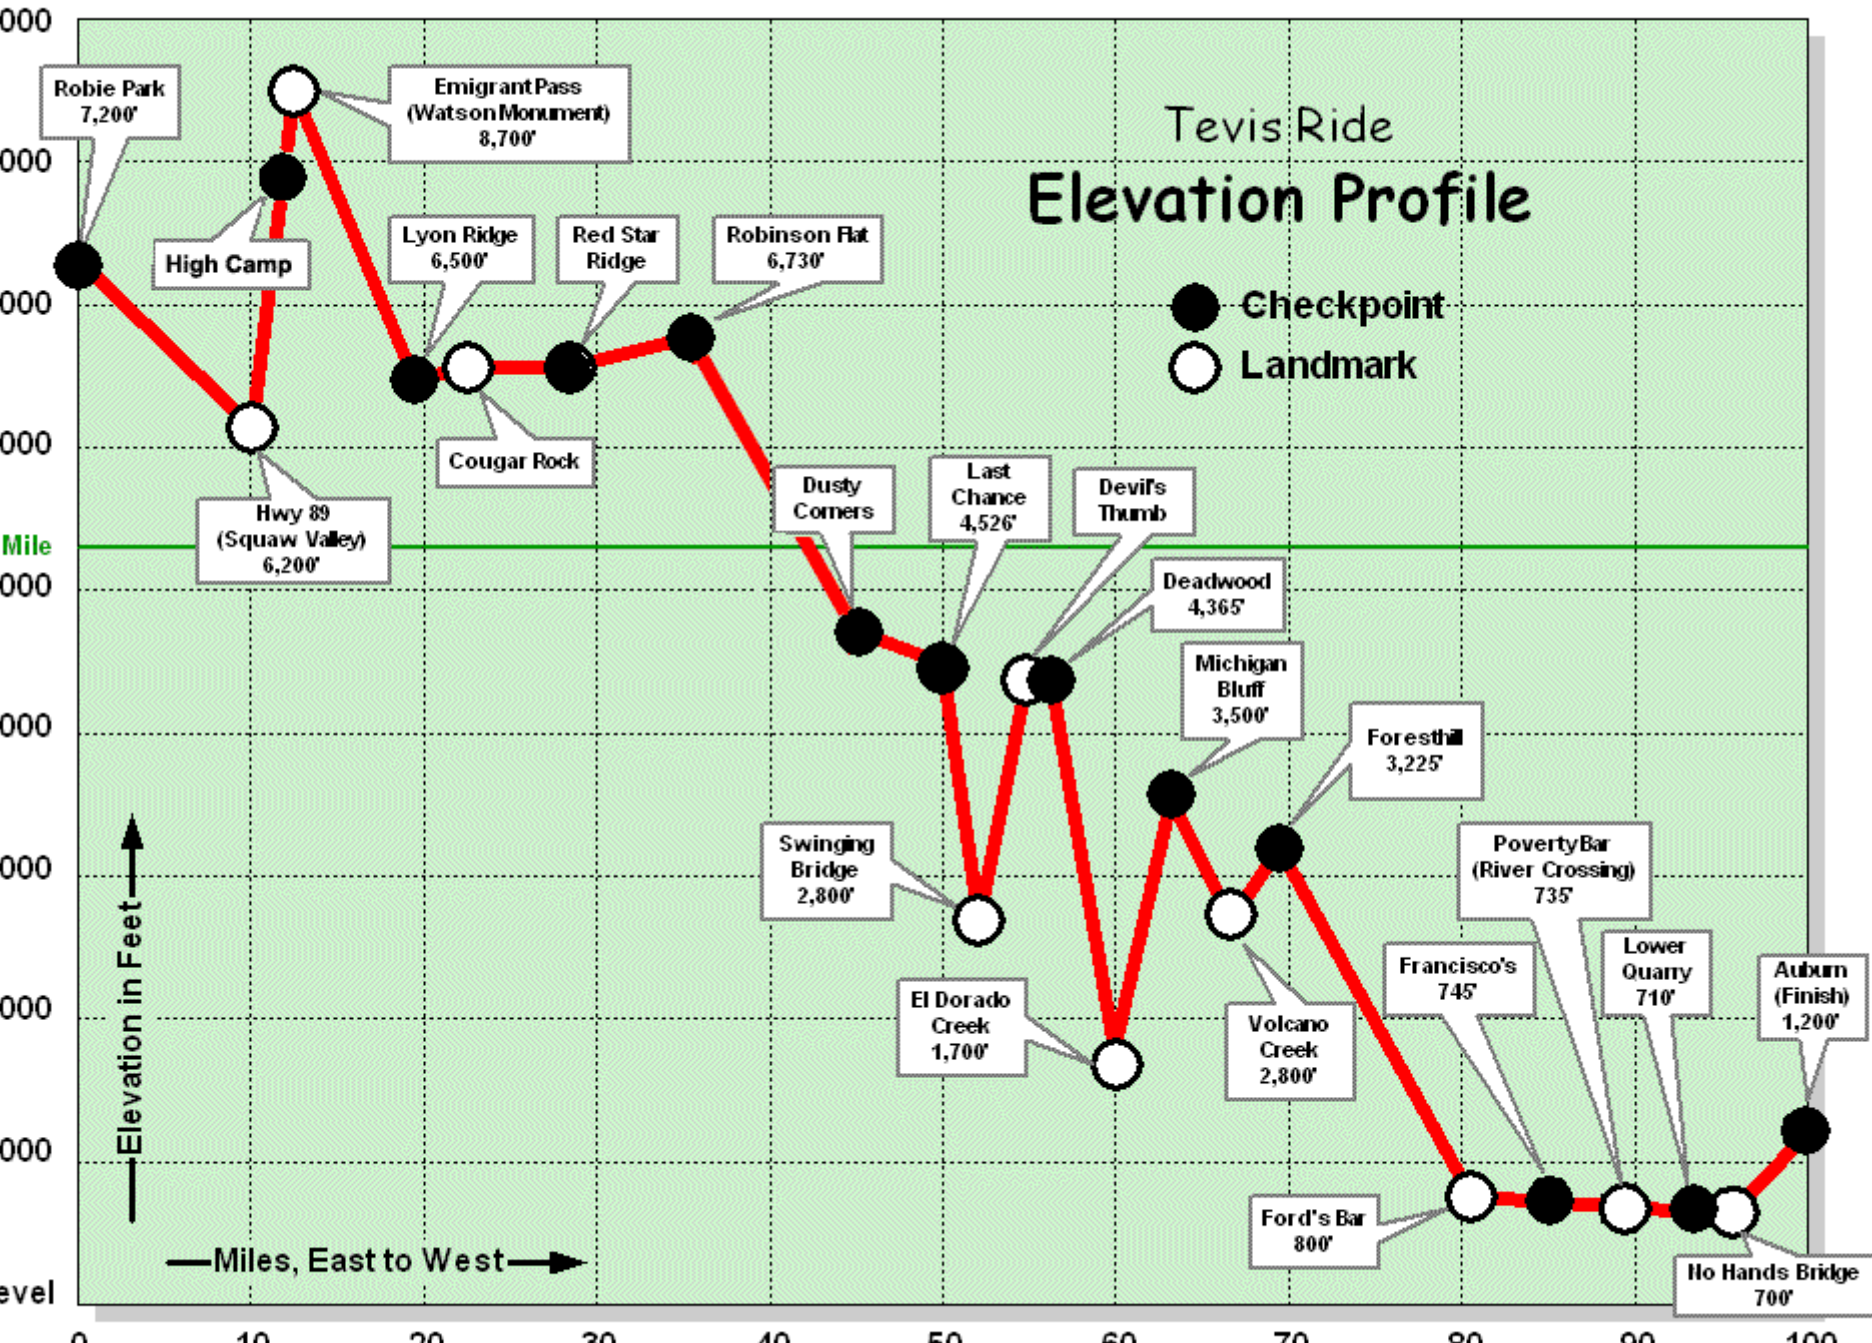 000
Robie Park
7,200'
Emigrant Pass
(Watson Monument)
8,700'
Tevis Ride
Elevation Profile
000
High Camp
Lyon Ridge
6,500'
Red Star
Ridge
Robinson Flat
6,730'
Checkpoint
Landmark
000
Cougar Rock
000
Hwy 89
(Squaw Valley)
6,200'
Dusty
Corners
Last
Chance
4,526'
Devil's
Thumb
Mile
000
Deadwood
4,365'
Michigan
Bluff
3,500'
000
Foresthill
3,225'
Swinging
Bridge
2,800'
000
Poverty Bar
(River Crossing)
735'
El Dorado
Creek
1,700'
Volcano
Creek
2,800'
Francisco's
745'
Lower
Quarry
710'
Auburn
(Finish)
1,200'
000
Elevation in Feet
000
Ford's Bar
800'
Miles, East to West
No Hands Bridge
700'
evel
0 10 20 30 40 50 60 70 80 90 100